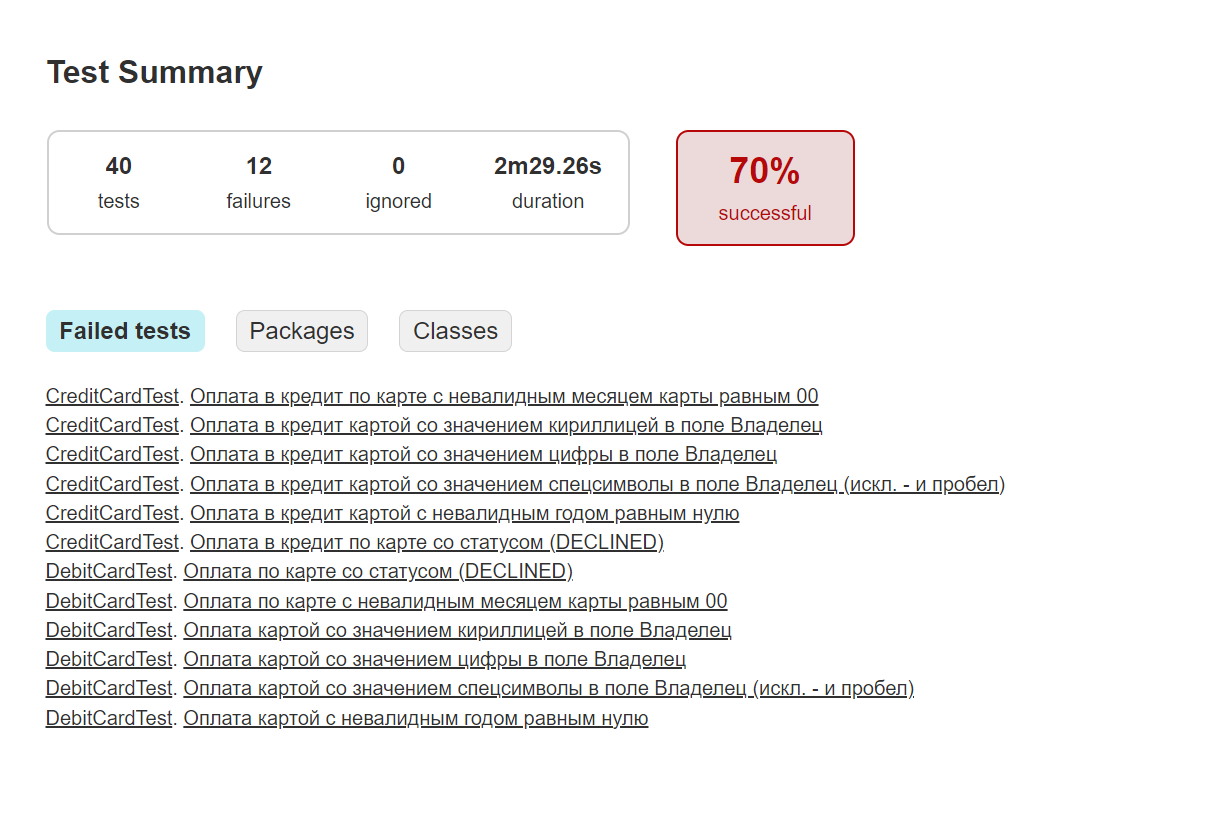 Test Summary
40 12 0 2m29.26s
tests failures ignored duration
70%
successful
Failed tests Packages Classes
CreditCardTest. Оплата в кредит по карте с невалидным месяцем карты равным 00
CreditCardTest. Оплата в кредит картой со значением кириллицей в поле Владелец
CreditCardTest. Оплата в кредит картой со значением цифры в поле Владелец
CreditCardTest. Оплата в кредит картой со значением спецсимволы в поле Владелец (искл. - и пробел)
CreditCardTest. Оплата в кредит картой с невалидным годом равным нулю
CreditCardTest. Оплата в кредит по карте со статусом (DECLINED)
DebitCardTest. Оплата по карте со статусом (DECLINED)
DebitCardTest. Оплата по карте с невалидным месяцем карты равным 00
DebitCardTest. Оплата картой со значением кириллицей в поле Владелец
DebitCardTest. Оплата картой со значением цифры в поле Владелец
DebitCardTest. Оплата картой со значением спецсимволы в поле Владелец (искл. - и пробел)
DebitCardTest. Оплата картой с невалидным годом равным нулю